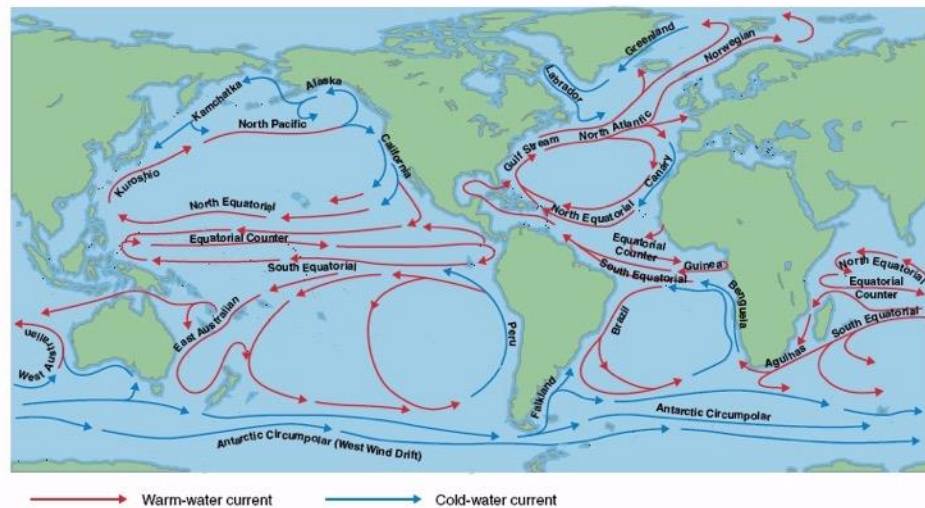 Greenland
Norwegian
Labrador
Alaska
Kamchatka
North Pacific
North Atlantic
Gulf Stream
California
Kuroshio
Canary
North Equatorial
North Equatorial
Equatorial Counter
Equatorial
Counter
Guinea
South Equatorial
South Equatorial
North Equatorial
Equatorial
Counter
South Equatorial
East Australian
West Australian
Peru
Brazil
Benguela
Agulhas
Falkland
Antarctic Circumpolar
Antarctic Circumpolar (West Wind Drift)
Warm-water current
Cold-water current